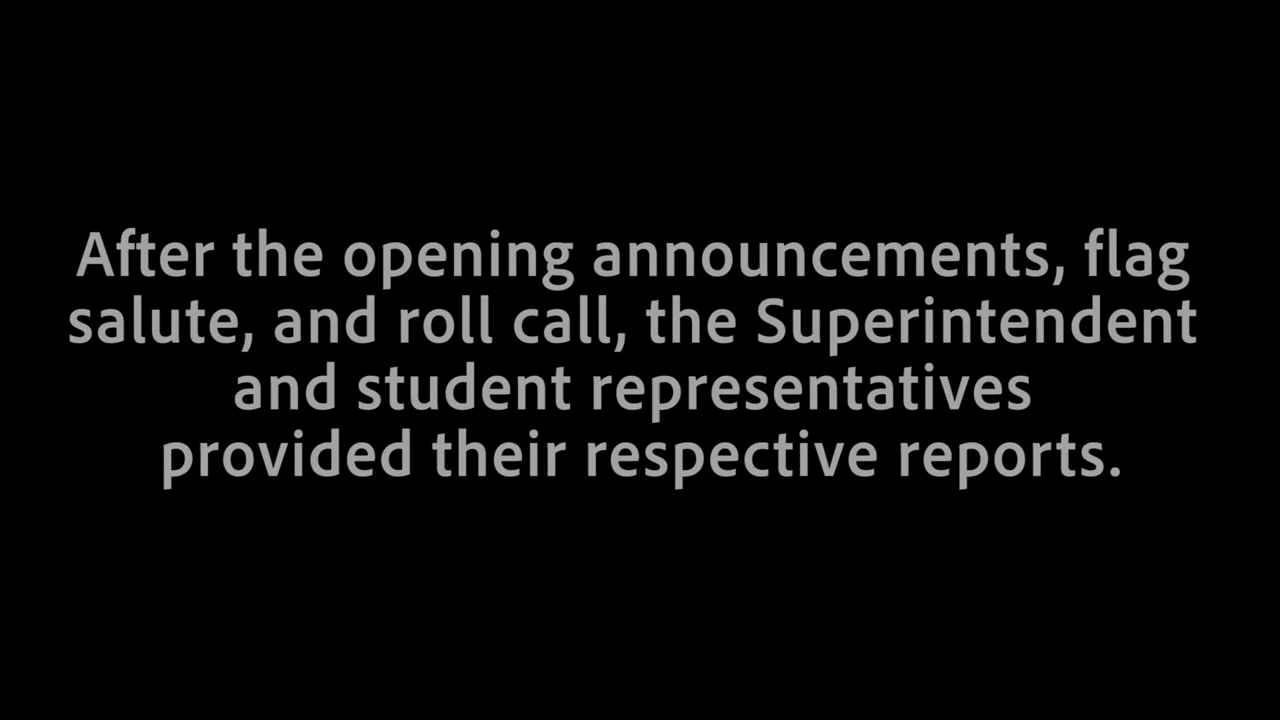 After the opening announcements, flag
salute, and roll call, the Superintendent
and student representatives
provided their respective reports.